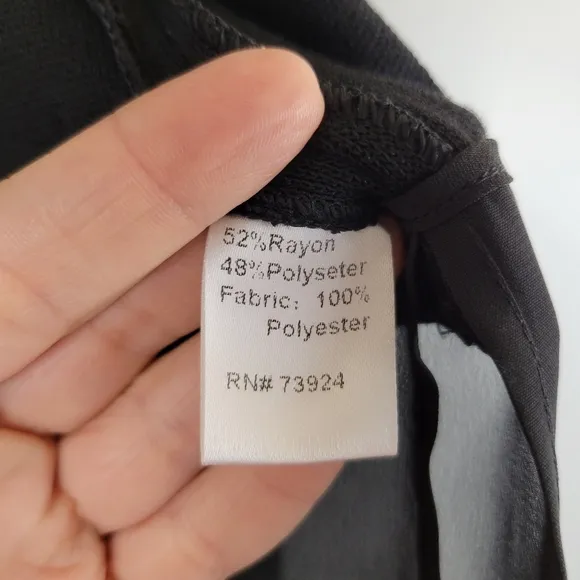 52%Rayon
48%Polyseter
Fabric: 100%
Polyester
RN# 73924